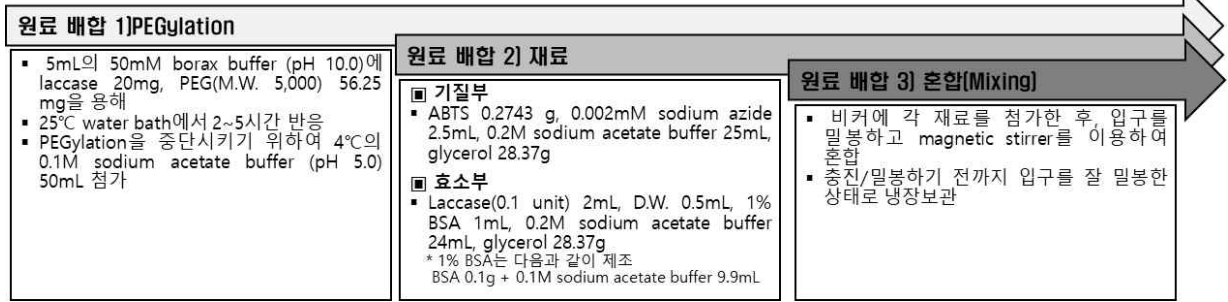 원료 배합 1)PEGylation
▪ 5mL의 50mM borax buffer (pH 10.0)에
laccase 20mg, PEG(M.W. 5,000) 56.25
mg을 용해
▪ 25℃ water bath에서 2~5시간 반응
▪ PEGylation을 중단시키기 위하여 4℃의
0.1M sodium acetate buffer (pH 5.0)
50mL 첨가
원료 배합 2) 재료
▣ 기질부
▪ ABTS 0.2743 g, 0.002mM sodium azide
2.5mL, 0.2M sodium acetate buffer 25mL,
glycerol 28.37g
▣ 효소부
▪ Laccase(0.1 unit) 2mL, D.W. 0.5mL, 1%
BSA 1mL, 0.2M sodium acetate buffer
24mL, glycerol 28.37g
* 1% BSA는 다음과 같이 제조
BSA 0.1g + 0.1M sodium acetate buffer 9.9mL
원료 배합 3) 혼합(Mixing)
▪ 비커에 각 재료를 첨가한 후, 입구를
밀봉하고 magnetic stirrer를 이용하여
혼합
▪ 충진/밀봉하기 전까지 입구를 잘 밀봉한
상태로 냉장보관